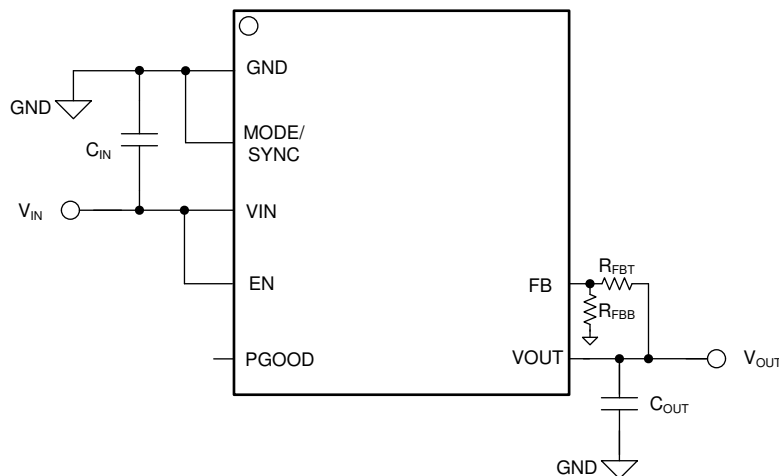 GND
GND
MODE/
SYNC
C_IN
V_IN
VIN
EN
FB
R_FBT
R_FBB
PGOOD
VOUT
V_OUT
C_OUT
GND